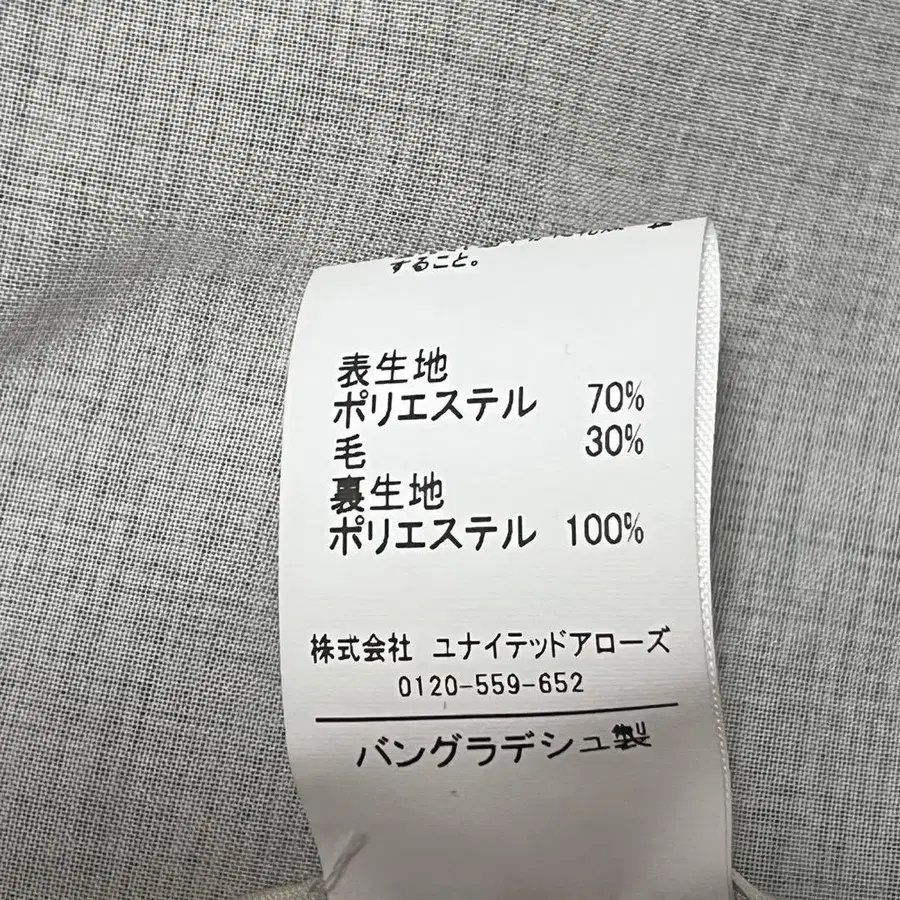 すること。
表生地
ポリエステル 70%
毛 30%
裏生地
ポリエステル 100%
株式会社 ユナイテッドアローズ
0120-559-652
バングラデシュ製